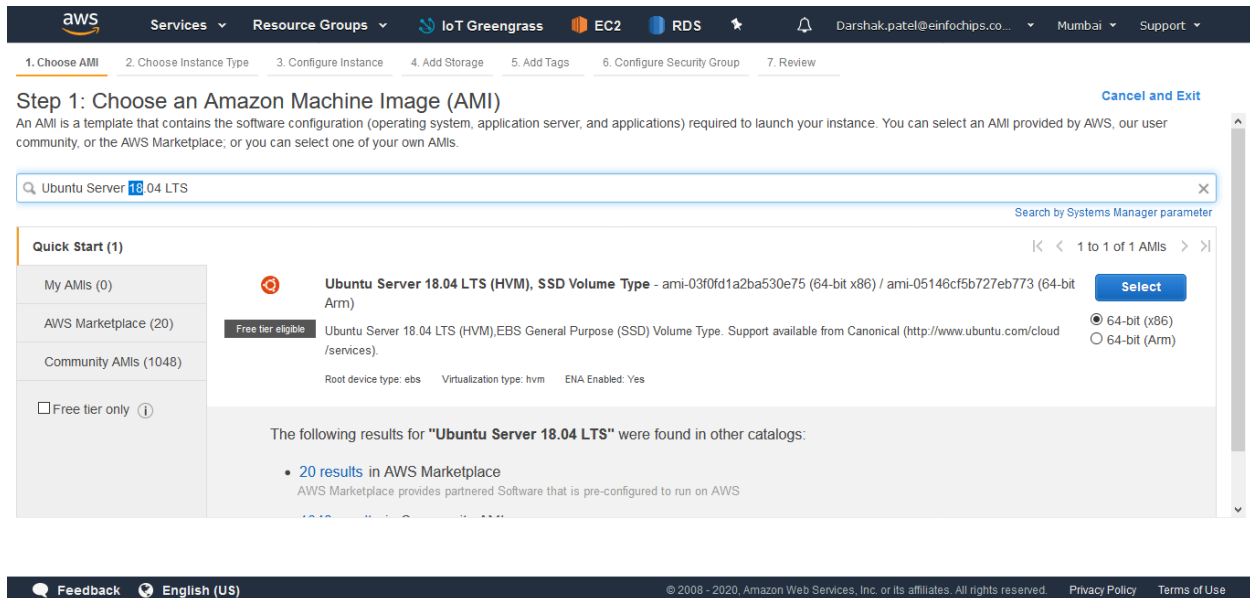 aws Services Resource Groups IoT Greengrass EC2 RDS Darshak.patel@einfochips.co... Mumbai Support
1. Choose AMI 2. Choose Instance Type 3. Configure Instance 4. Add Storage 5. Add Tags 6. Configure Security Group 7. Review
Step 1: Choose an Amazon Machine Image (AMI)
Cancel and Exit
An AMI is a template that contains the software configuration (operating system, application server, and applications) required to launch your instance. You can select an AMI provided by AWS, our user
community, or the AWS Marketplace; or you can select one of your own AMIs.
Ubuntu Server 18.04 LTS
Search by Systems Manager parameter
Quick Start (1)
1 to 1 of 1 AMIs
My AMIs (0)
AWS Marketplace (20)
Community AMIs (1048)
Free tier only
Free tier eligible
Ubuntu Server 18.04 LTS (HVM), SSD Volume Type - ami-03f0fd1a2ba530e75 (64-bit x86) / ami-05146cf5b727eb773 (64-bit
Arm)
Ubuntu Server 18.04 LTS (HVM),EBS General Purpose (SSD) Volume Type. Support available from Canonical (http://www.ubuntu.com/cloud
/services).
Root device type: ebs Virtualization type: hvm ENA Enabled: Yes
Select
64-bit (x86)
64-bit (Arm)
The following results for "Ubuntu Server 18.04 LTS" were found in other catalogs:
• 20 results in AWS Marketplace
AWS Marketplace provides partnered Software that is pre-configured to run on AWS
Feedback English (US) © 2008 - 2020, Amazon Web Services, Inc. or its affiliates. All rights reserved. Privacy Policy Terms of Use